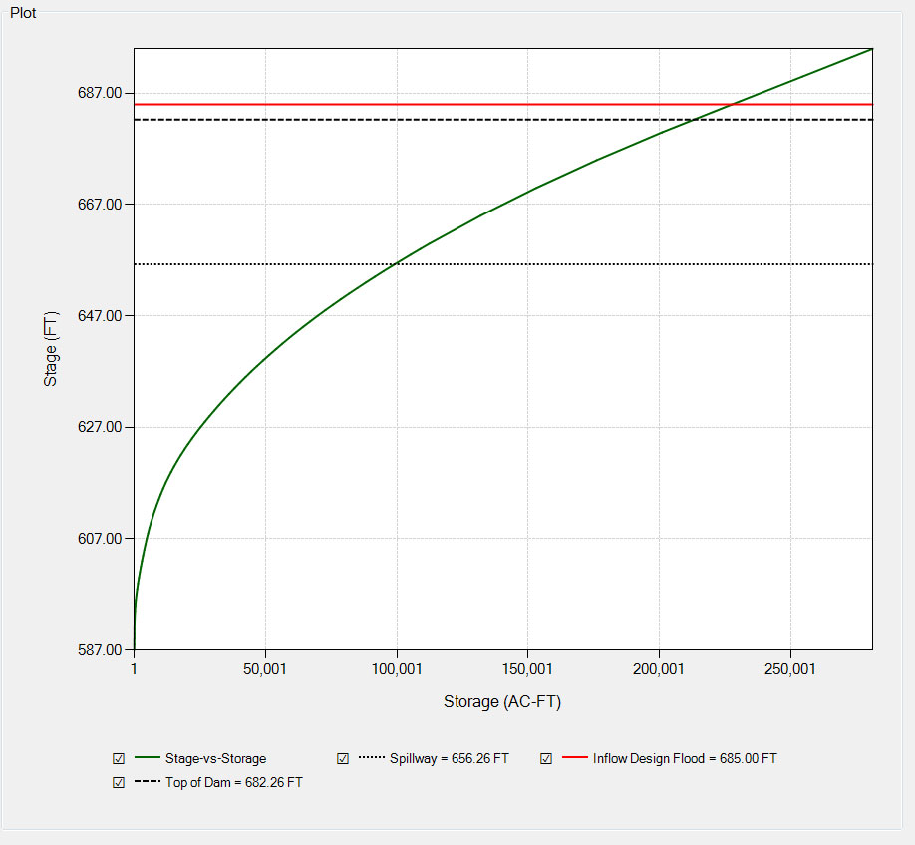 Plot
687.00
667.00
647.00
627.00
607.00
587.00
Stage (FT)
1 50,001 100,001 150,001 200,001 250,001
Storage (AC-FT)
Stage-vs-Storage Spillway = 656.26 FT Inflow Design Flood = 685.00 FT
Top of Dam = 682.26 FT